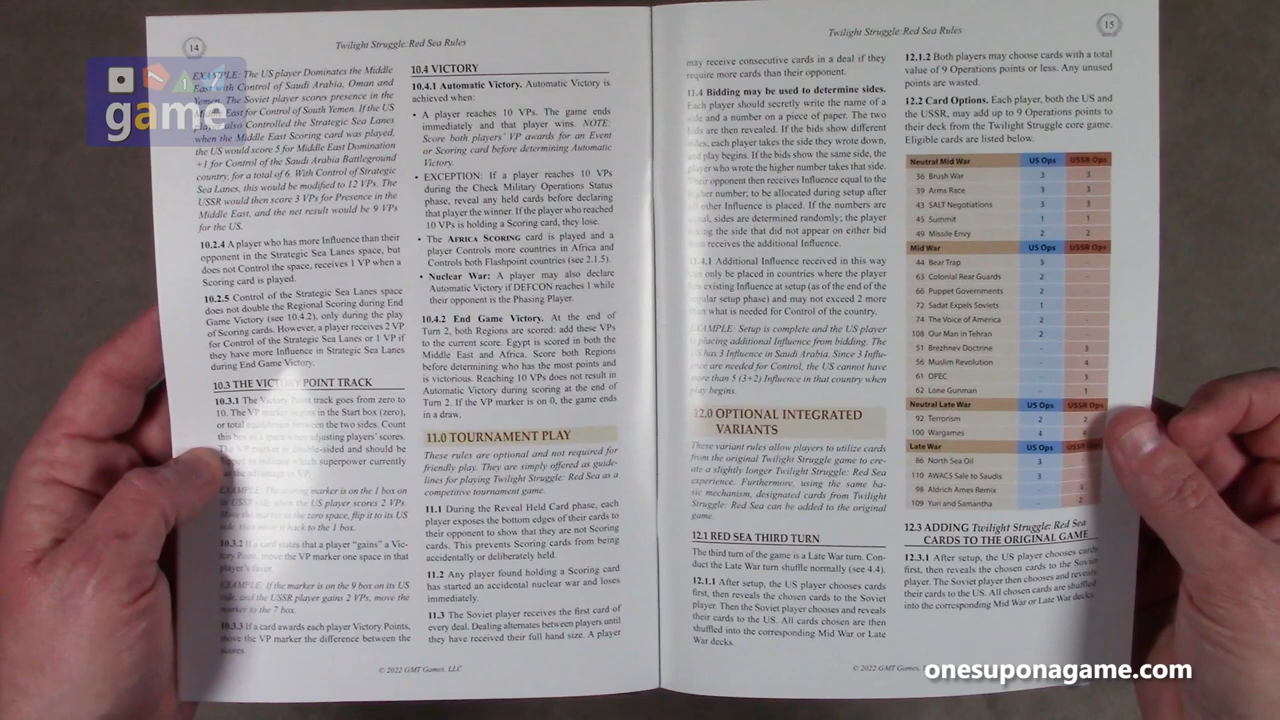 14
Twilight Struggle: Red Sea Rules
game
EXAMPLE: The US player Dominates the Middle
East with Control of Saudi Arabia, Oman and
Yemen. The Soviet player scores presence in the
East for Control of South Yemen. If the US
also Controlled the Strategic Sea Lanes
when the Middle East Scoring card was played,
the US would score 5 for Middle East Domination
+1 for Control of the Saudi Arabia Battleground
country, for a total of 6. With Control of Strategic
Sea Lanes, this would be modified to 12 VPs. The
USSR would then score 3 VPs for Presence in the
Middle East, and the net result would be 9 VPs
for the US.
10.2.4 A player who has more Influence than their
opponent in the Strategic Sea Lanes space, but
does not Control the space, receives 1 VP when a
Scoring card is played.
10.2.5 Control of the Strategic Sea Lanes space
does not double the Regional Scoring during End
Game Victory (see 10.4.2), only during the play
of Scoring cards. However, a player receives 2 VP
for Control of the Strategic Sea Lanes or 1 VP if
they have more Influence in Strategic Sea Lanes
during End Game Victory.
10.3 THE VICTORY POINT TRACK
10.3.1 The Victory Point track goes from zero to
10. The VP marker begins in the Start box (zero),
or total equilibrium between the two sides. Count
this box as a space when adjusting players' scores.
The VP marker is double-sided and should be
flipped to indicate which superpower currently
has the advantage in VP.
EXAMPLE: The scoring marker is on the 1 box on
USSR side when the US player scores 2 VPs.
Move the marker to the zero space, flip it to its US
side, then move it back to the 1 box.
10.3.2 If a card states that a player "gains" a Vic-
tory Point, move the VP marker one space in that
player's favor.
EXAMPLE: If the marker is on the 9 box on its US
side, and the USSR player gains 2 VPs, move the
marker to the 7 box.
10.3.3 If a card awards each player Victory Points,
move the VP marker the difference between the
scores.
10.4 VICTORY
10.4.1 Automatic Victory. Automatic Victory is
achieved when:
• A player reaches 10 VPs. The game ends
immediately and that player wins. NOTE:
Score both players' VP awards for an Event
or Scoring card before determining Automatic
Victory.
• EXCEPTION: If a player reaches 10 VPs
during the Check Military Operations Status
phase, reveal any held cards before declaring
that player the winner. If the player who reached
10 VPs is holding a Scoring card, they lose.
• The AFRICA SCORING card is played and a
player Controls more countries in Africa and
Controls both Flashpoint countries (see 2.1.5).
• Nuclear War: A player may also declare
Automatic Victory if DEFCON reaches 1 while
their opponent is the Phasing Player.
10.4.2 End Game Victory. At the end of
Turn 2, both Regions are scored: add these VPs
to the current score. Egypt is scored in both the
Middle East and Africa. Score both Regions
before determining who has the most points and
is victorious. Reaching 10 VPs does not result in
Automatic Victory during scoring at the end of
Turn 2. If the VP marker is on 0, the game ends
in a draw.
11.0 TOURNAMENT PLAY
These rules are optional and not required for
friendly play. They are simply offered as guide-
lines for playing Twilight Struggle: Red Sea as a
competitive tournament game.
11.1 During the Reveal Held Card phase, each
player exposes the bottom edges of their cards to
their opponent to show that they are not Scoring
cards. This prevents Scoring cards from being
accidentally or deliberately held.
11.2 Any player found holding a Scoring card
has started an accidental nuclear war and loses
immediately.
11.3 The Soviet player receives the first card of
every deal. Dealing alternates between players until
they have received their full hand size. A player
© 2022 GMT Games, LLC
Twilight Struggle: Red Sea Rules
15
may receive consecutive cards in a deal if they
require more cards than their opponent.
11.4 Bidding may be used to determine sides.
Each player should secretly write the name of a
side and a number on a piece of paper. The two
bids are then revealed. If the bids show different
sides, each player takes the side they wrote down,
and play begins. If the bids show the same side, the
player who wrote the higher number takes that side.
Their opponent then receives Influence equal to the
higher number; to be allocated during setup after
all other Influence is placed. If the numbers are
equal, sides are determined randomly; the player
the side that did not appear on either bid
then receives the additional Influence.
11.4.1 Additional Influence received in this way
can only be placed in countries where the player
has existing Influence at setup (as of the end of the
regular setup phase) and may not exceed 2 more
than what is needed for Control of the country.
EXAMPLE: Setup is complete and the US player
is placing additional Influence from bidding. The
US has 3 Influence in Saudi Arabia. Since 3 Influ-
ence are needed for Control, the US cannot have
more than 5 (3+2) Influence in that country when
play begins.
12.0 OPTIONAL INTEGRATED
VARIANTS
These variant rules allow players to utilize cards
from the original Twilight Struggle game to cre-
ate a slightly longer Twilight Struggle: Red Sea
experience. Furthermore, using the same ba-
sic mechanism, designated cards from Twilight
Struggle: Red Sea can be added to the original
game.
12.1 RED SEA THIRD TURN
The third turn of the game is a Late War turn. Con-
duct the Late War turn shuffle normally (see 4.4).
12.1.1 After setup, the US player chooses cards
first, then reveals the chosen cards to the Soviet
player. Then the Soviet player chooses and reveals
their cards to the US. All cards chosen are then
shuffled into the corresponding Mid War or Late
War decks.
12.1.2 Both players may choose cards with a total
value of 9 Operations points or less. Any unused
points are wasted.
12.2 Card Options. Each player, both the US and
the USSR, may add up to 9 Operations points to
their deck from the Twilight Struggle core game.
Eligible cards are listed below.
Neutral Mid War US Ops USSR Ops
36 Brush War 3 3
39 Arms Race 3 3
43 SALT Negotiations 3 3
45 Summit 1 1
49 Missile Envy 2 2
Mid War US Ops USSR Ops
44 Bear Trap 3 -
63 Colonial Rear Guards 2 -
66 Puppet Governments 2 -
72 Sadat Expels Soviets 1 -
74 The Voice of America 2 -
108 Our Man in Tehran 2 -
51 Brezhnev Doctrine - 3
56 Muslim Revolution - 4
61 OPEC - 3
62 Lone Gunman - 1
Neutral Late War US Ops USSR Ops
92 Terrorism 2 2
100 Wargames 4 4
Late War US Ops USSR Ops
86 North Sea Oil 3
110 AWACS Sale to Saudis 3
98 Aldrich Ames Remix - 3
109 Yuri and Samantha - 2
12.3 ADDING Twilight Struggle: Red Sea
CARDS TO THE ORIGINAL GAME
12.3.1 After setup, the US player chooses cards
first, then reveals the chosen cards to the Soviet
player. The Soviet player then chooses and reveals
their cards to the US. All chosen cards are shuffled
into the corresponding Mid War or Late War decks.
© 2022 GMT Games,
onesuponagame.com